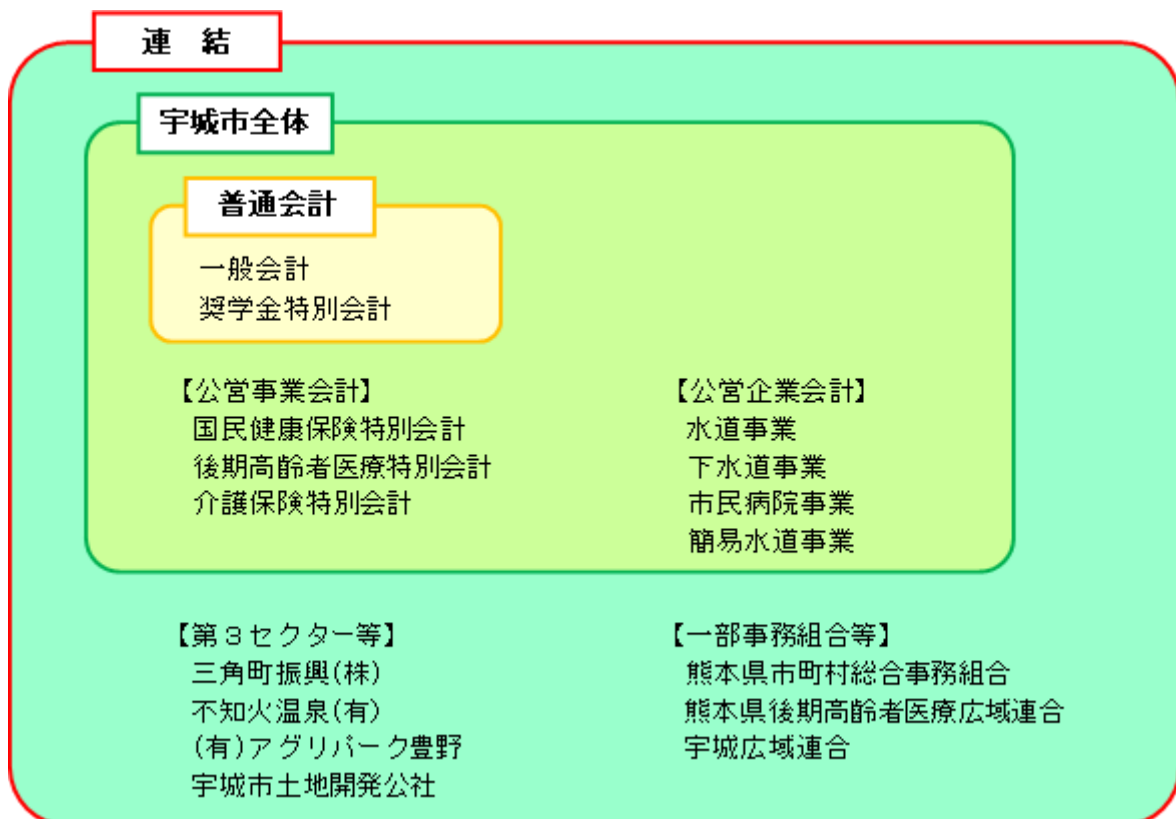 連　結
宇城市全体
普通会計
一般会計
奨学金特別会計
【公営事業会計】
国民健康保険特別会計
後期高齢者医療特別会計
介護保険特別会計
【公営企業会計】
水道事業
下水道事業
市民病院事業
簡易水道事業
【第３セクター等】
三角町振興(株)
不知火温泉(有)
(有)アグリパーク豊野
宇城市土地開発公社
【一部事務組合等】
熊本県市町村総合事務組合
熊本県後期高齢者医療広域連合
宇城広域連合